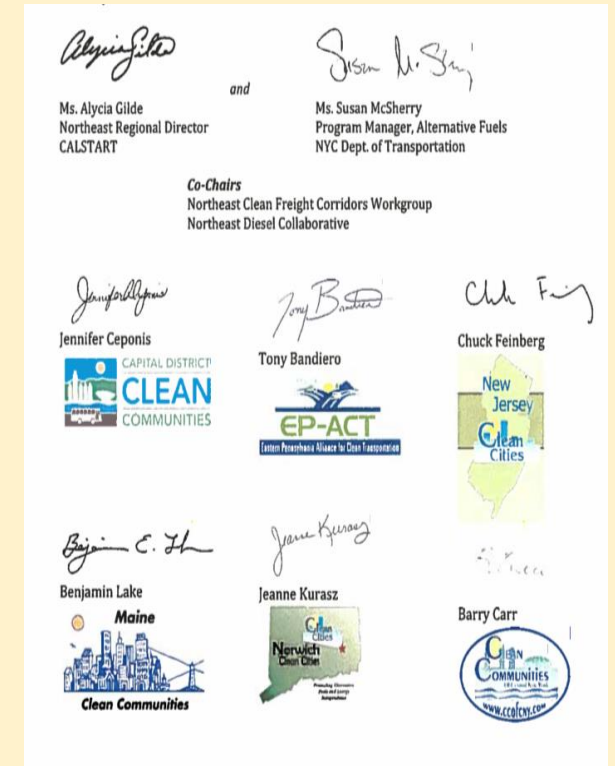 and
Ms. Alycia Gilde
Northeast Regional Director
CALSTART
Ms. Susan McSherry
Program Manager, Alternative Fuels
NYC Dept. of Transportation
Co-Chairs
Northeast Clean Freight Corridors Workgroup
Northeast Diesel Collaborative
Jennifer Ceponis
CAPITAL DISTRICT
CLEAN
COMMUNITIES
Tony Bandiero
EP-ACT
Eastern Pennsylvania Alliance for Clean Transportation
Chuck Feinberg
New
Jersey
Clean
Cities
Benjamin Lake
Maine
Clean Communities
Jeanne Kurasz
Clean
Cities
Norwich
Clean Cities
Barry Carr
CLEAN
COMMUNITIES
www.ccofcny.com